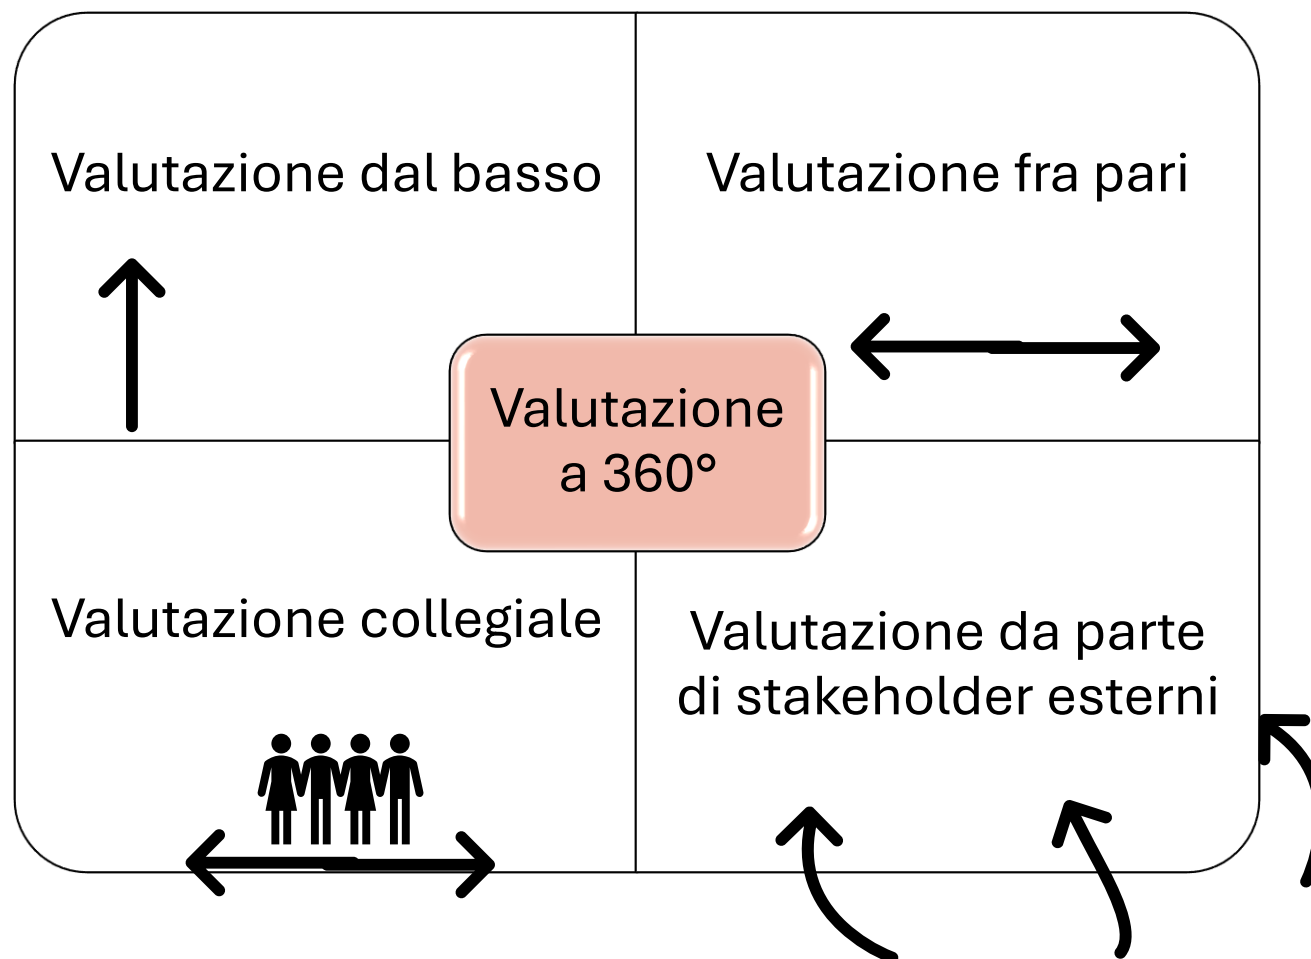 Valutazione dal basso
Valutazione fra pari
Valutazione
a 360°
Valutazione collegiale
Valutazione da parte
di stakeholder esterni